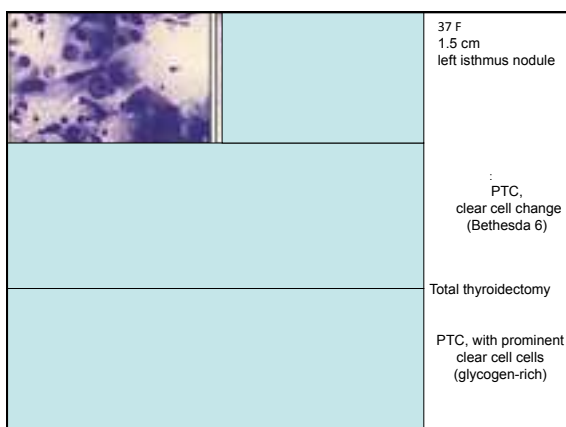 37 F
1.5 cm
left isthmus nodule
:
PTC,
clear cell change
(Bethesda 6)
Total thyroidectomy
PTC, with prominent
clear cell cells
(glycogen-rich)